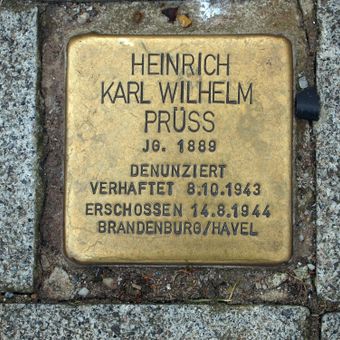 HEINRICH
KARL WILHELM
PRÜSS
JG. 1889
DENUNZIERT
VERHAFTET 8.10.1943
ERSCHOSSEN 14.8.1944
BRANDENBURG/HAVEL